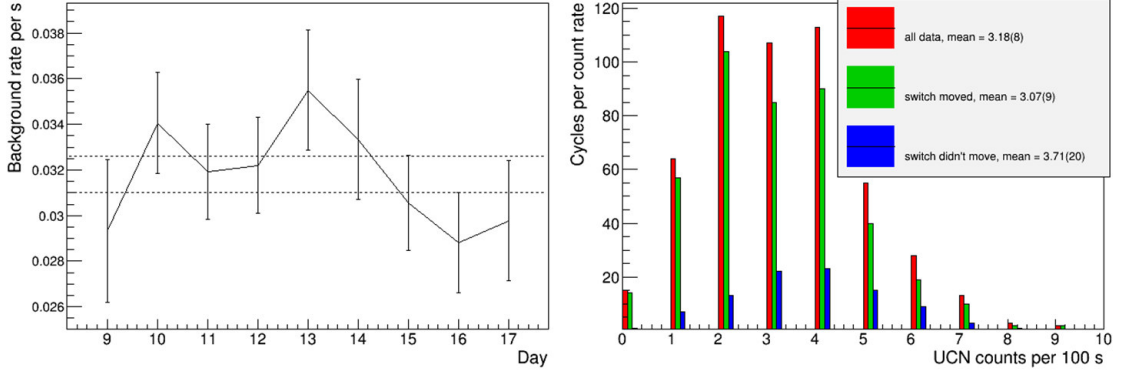 Background rate per s
0.038
0.036
0.034
0.032
0.03
0.028
0.026
9 10 11 12 13 14 15 16 17
Day
Cycles per count rate
120
100
80
60
40
20
0 1 2 3 4 5 6 7 8 9 10
UCN counts per 100 s
all data, mean = 3.18(8)
switch moved, mean = 3.07(9)
switch didn't move, mean = 3.71(20)